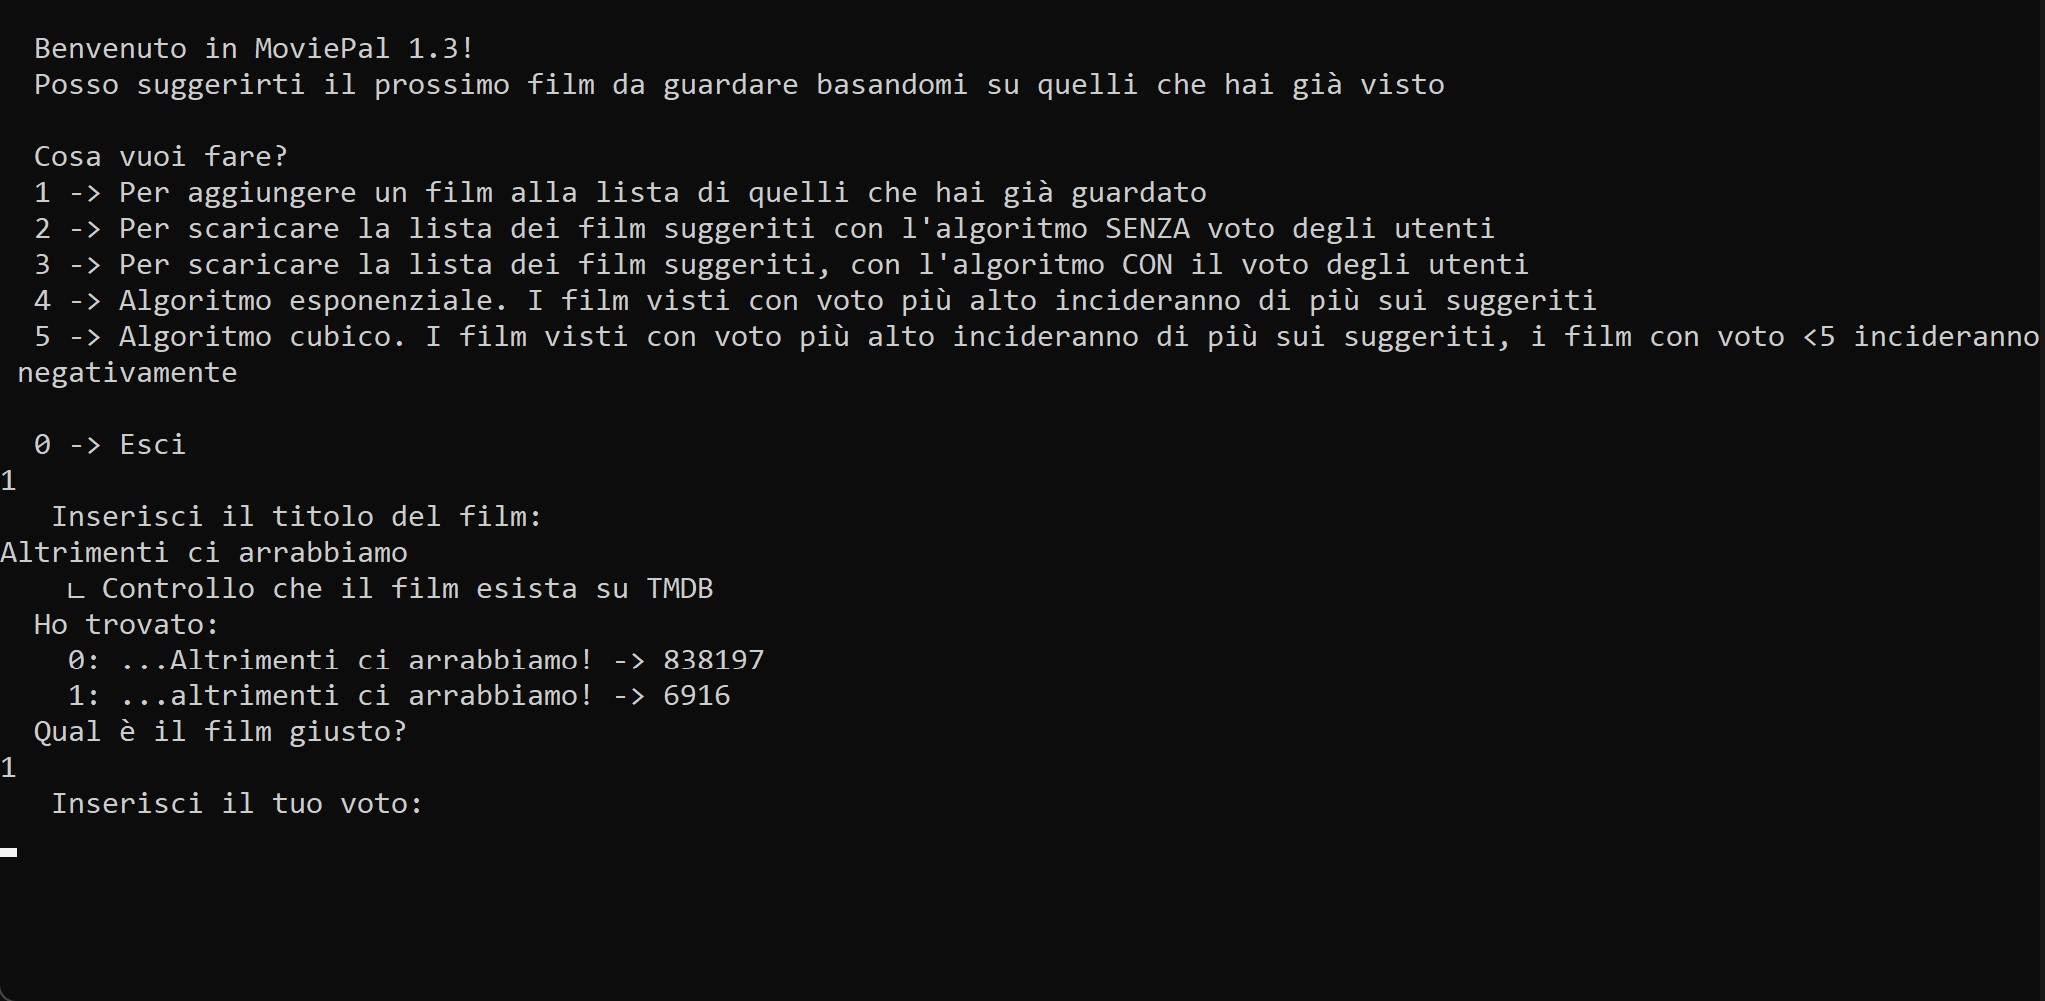 Benvenuto in MoviePal 1.3!
Posso suggerirti il prossimo film da guardare basandomi su quelli che hai già visto
Cosa vuoi fare?
1 -> Per aggiungere un film alla lista di quelli che hai già guardato
2 -> Per scaricare la lista dei film suggeriti con l'algoritmo SENZA voto degli utenti
3 -> Per scaricare la lista dei film suggeriti, con l'algoritmo CON il voto degli utenti
4 -> Algoritmo esponenziale. I film visti con voto più alto incideranno di più sui suggeriti
5 -> Algoritmo cubico. I film visti con voto più alto incideranno di più sui suggeriti, i film con voto <5 incideranno
negativamente
0 -> Esci
1
Inserisci il titolo del film:
Altrimenti ci arrabbiamo
∟ Controllo che il film esista su TMDB
Ho trovato:
0: ...Altrimenti ci arrabbiamo! -> 838197
1: ...altrimenti ci arrabbiamo! -> 6916
Qual è il film giusto?
1
Inserisci il tuo voto: